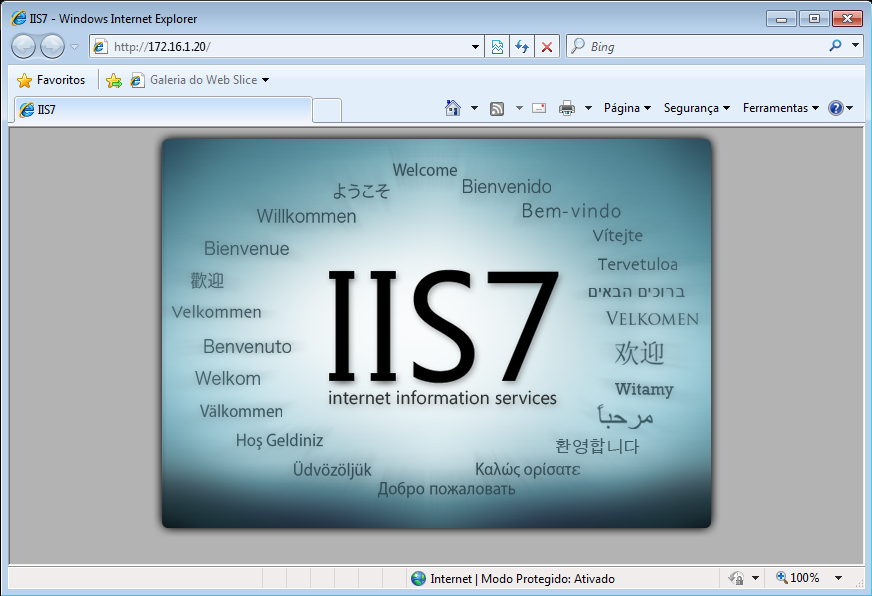 IIS7 - Windows Internet Explorer
http://172.16.1.20/
Bing
Favoritos
Galeria do Web Slice
IIS7
Página
Segurança
Ferramentas
Welcome
ようこそ
Bienvenido
Willkommen
Bem-vindo
Bienvenue
Vítejte
歡迎
Tervetuloa
Velkommen
ברוכים הבאים
VELKOMEN
Benvenuto
欢迎
Welkom
Witamy
Välkommen
مرحباً
Hoş Geldiniz
환영합니다
Üdvözöljük
Καλώς ορίσατε
Добро пожаловать
IIS7
internet information services
Internet | Modo Protegido: Ativado
100%